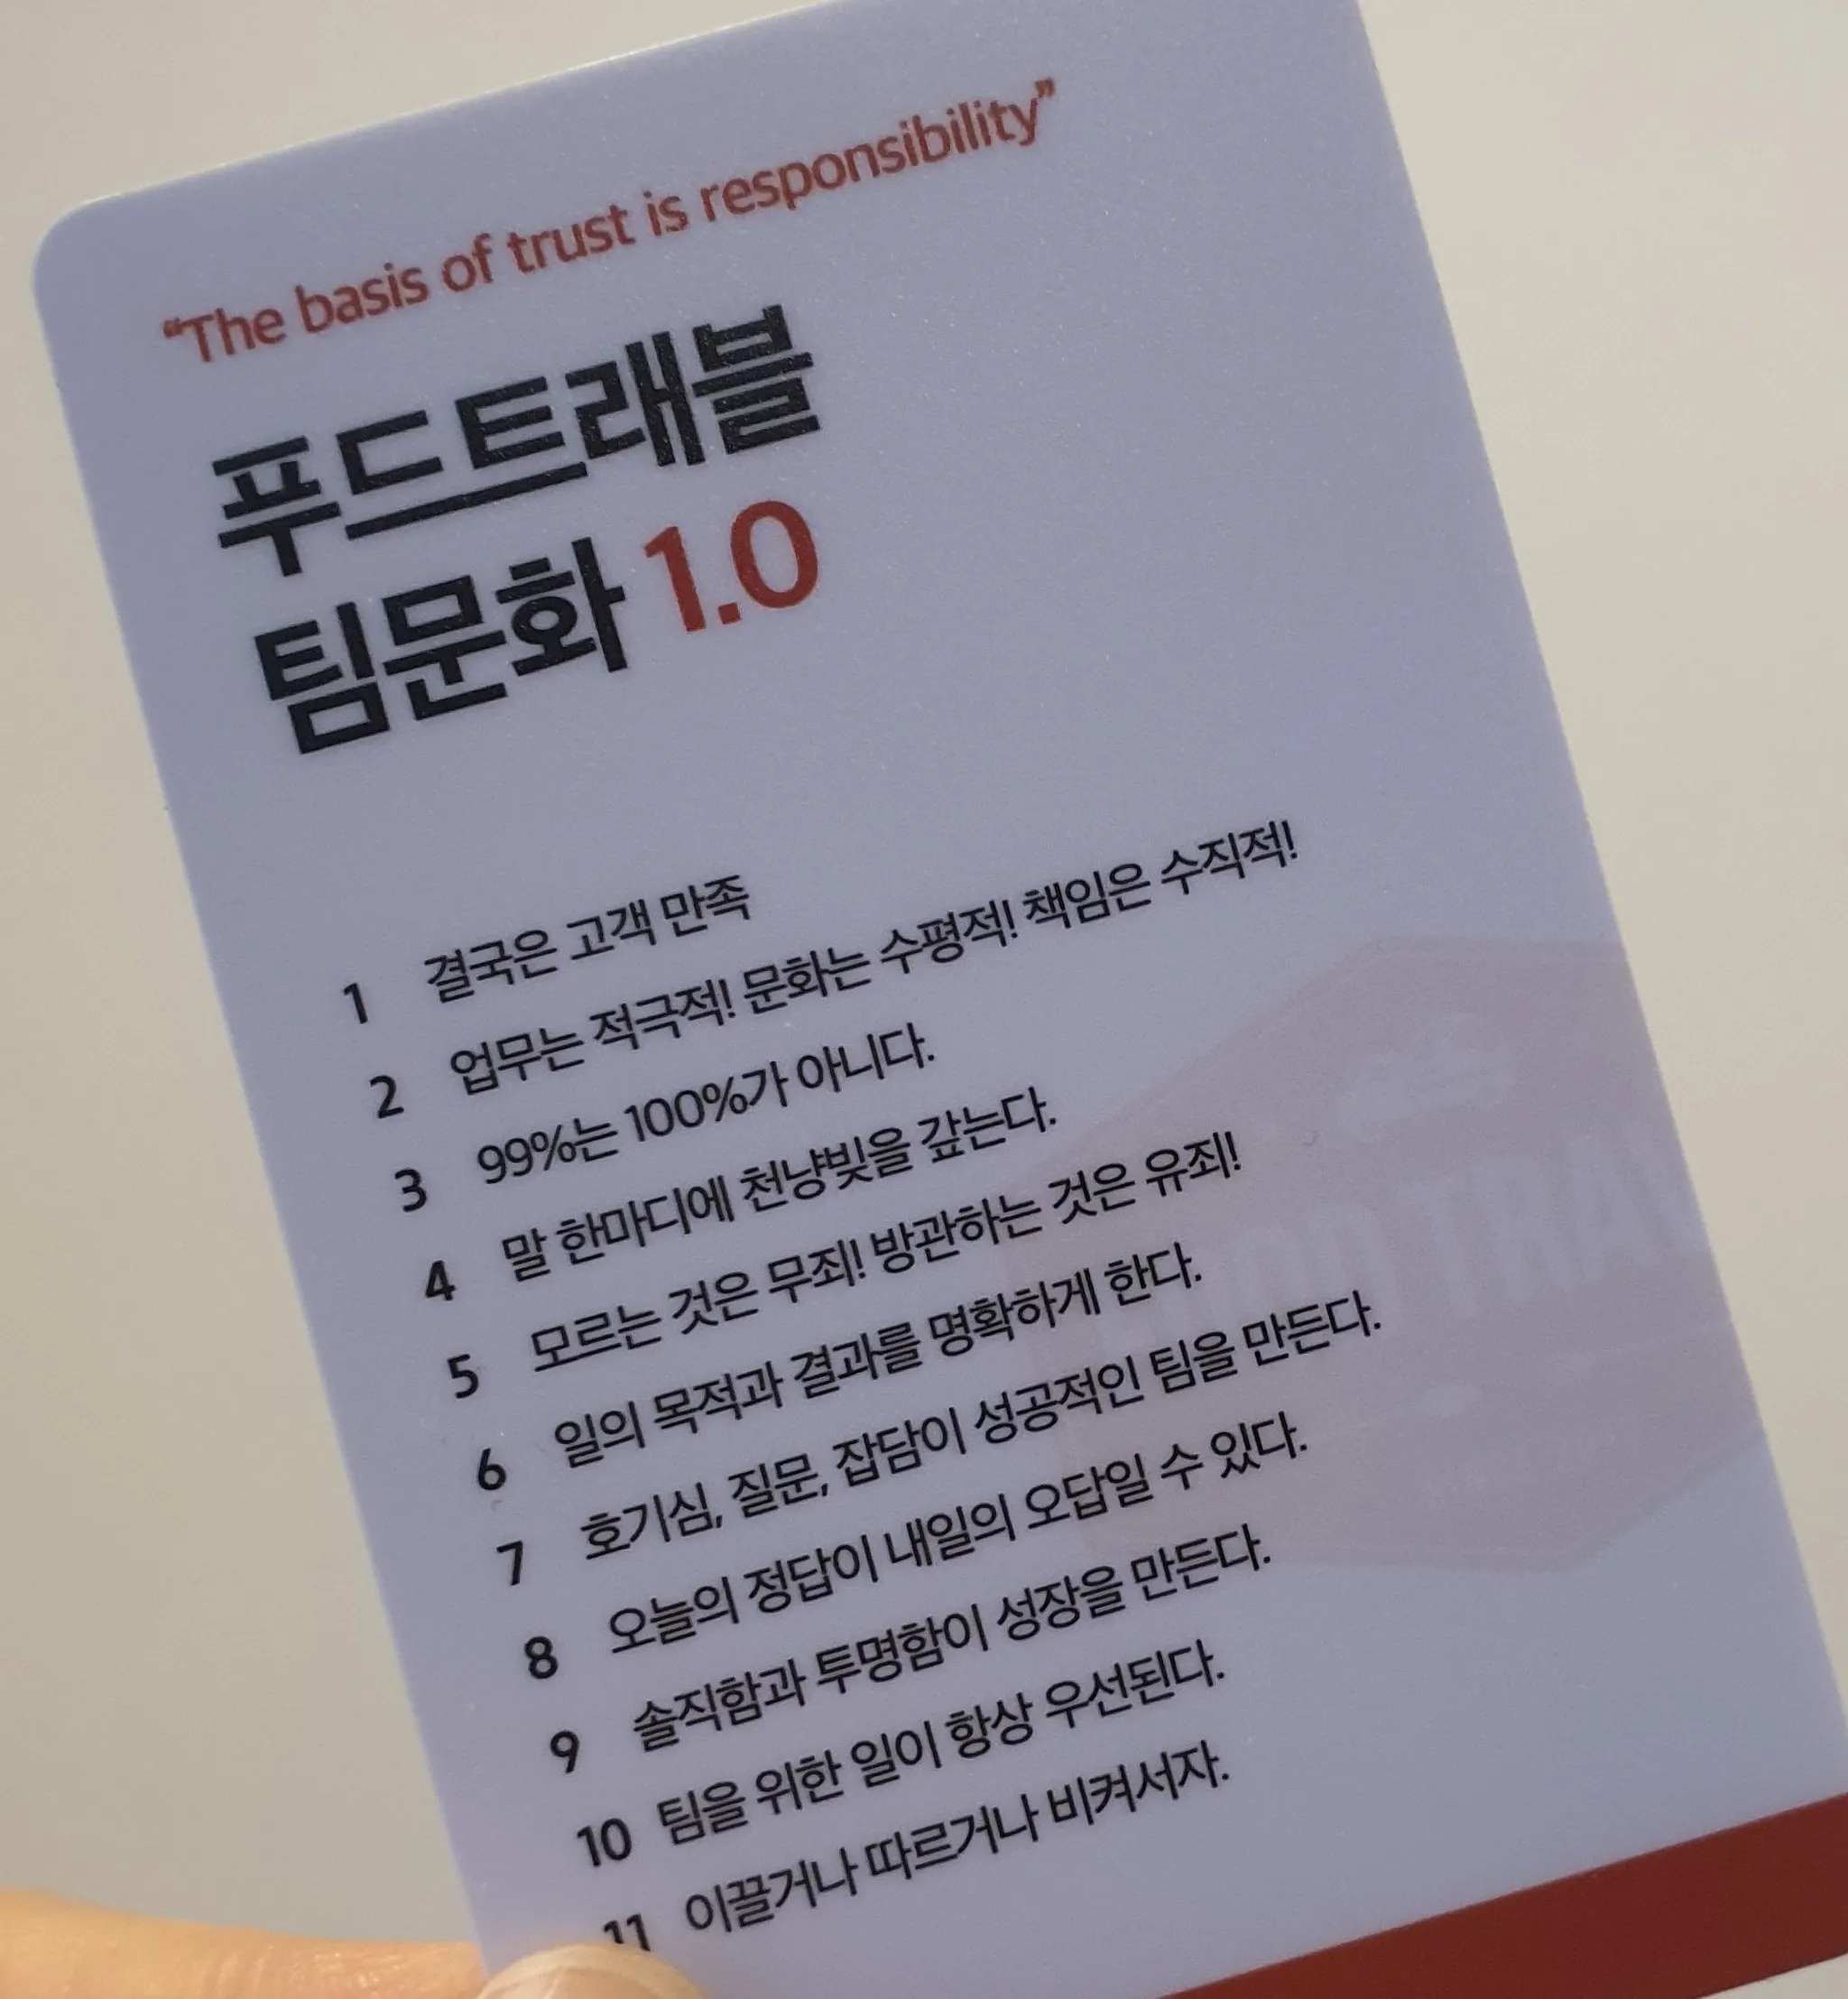 “The basis of trust is responsibility”
푸드트래블
팀문화 1.0
1 결국은 고객 만족
2 업무는 적극적! 문화는 수평적! 책임은 수직적!
3 99%는 100%가 아니다.
4 말 한마디에 천냥빚을 갚는다.
5 모르는 것은 무죄! 방관하는 것은 유죄!
6 일의 목적과 결과를 명확하게 한다.
7 호기심, 질문, 잡담이 성공적인 팀을 만든다.
8 오늘의 정답이 내일의 오답일 수 있다.
9 솔직함과 투명함이 성장을 만든다.
10 팀을 위한 일이 항상 우선된다.
11 이끌거나 따르거나 비켜서자.